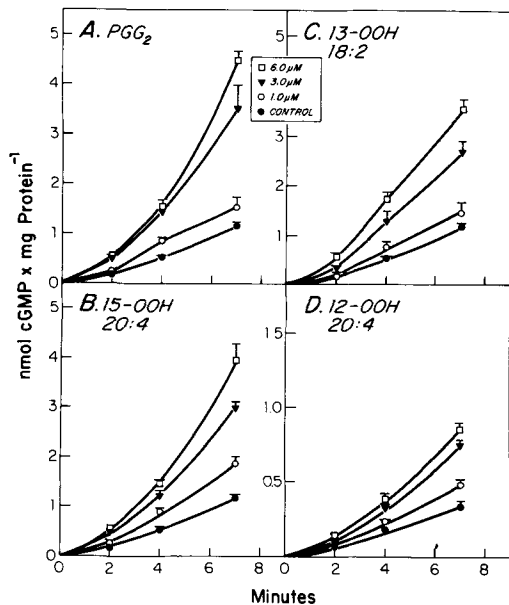 A. PGG₂
5
4
3
2
1
0
□ 6.0 μM
▼ 3.0 μM
○ 1.0 μM
● CONTROL
C. 13-OOH
18:2
5
3
2
1
B. 15-OOH
20:4
4
3
2
1
0
0 2 4 6 8
D. 12-OOH
20:4
1.0
0.5
0 2 4 6 8
nmol cGMP x mg Protein⁻¹
Minutes